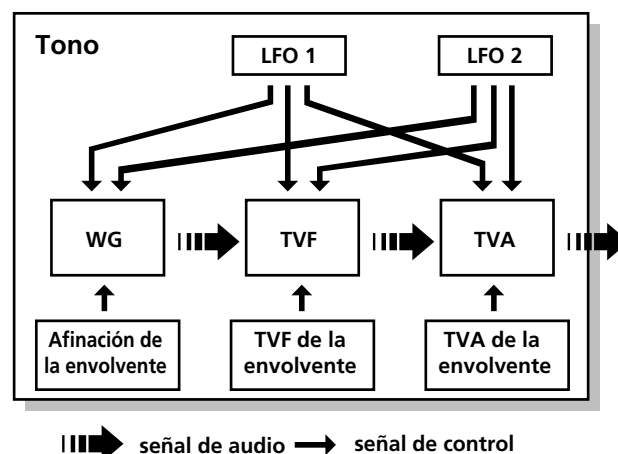 Tono
LFO 1
LFO 2
WG
TVF
TVA
Afinación de
la envolvente
TVF de la
envolvente
TVA de la
envolvente
señal de audio
señal de control